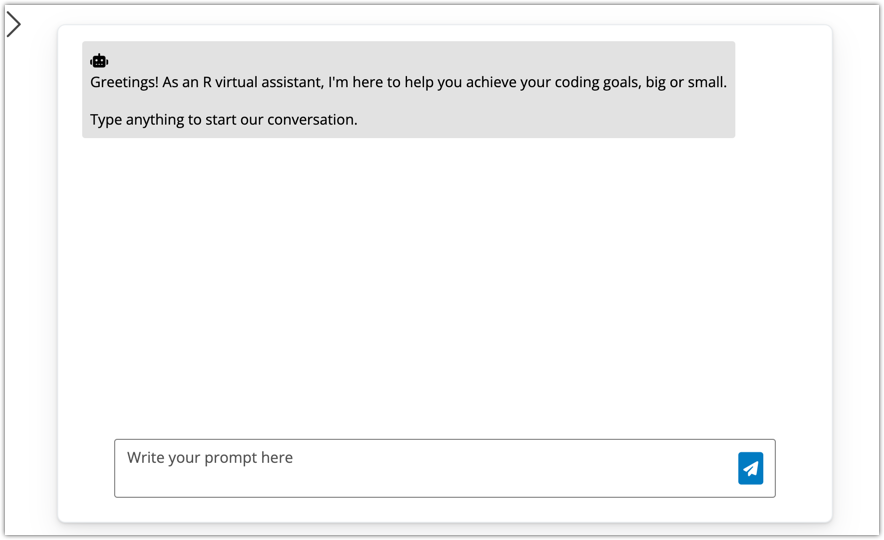 Greetings! As an R virtual assistant, I'm here to help you achieve your coding goals, big or small.
Type anything to start our conversation.
Write your prompt here